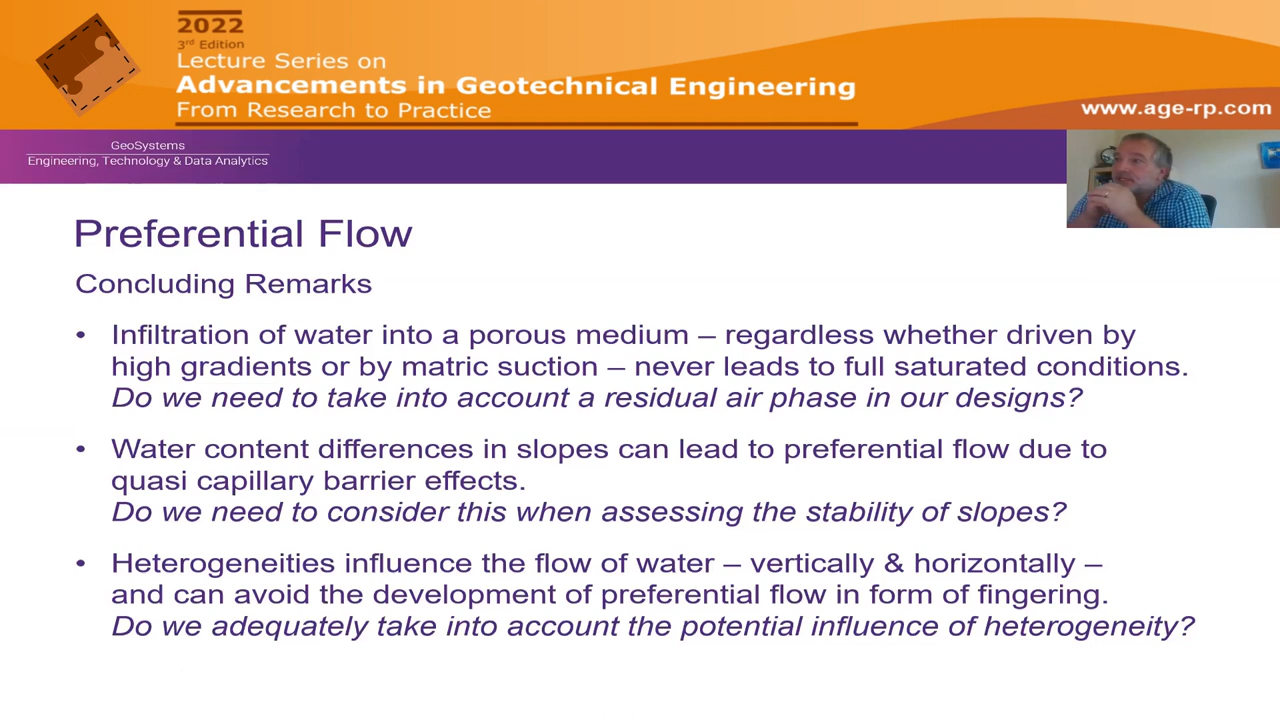 2022
3rd Edition
Lecture Series on
Advancements in Geotechnical Engineering
From Research to Practice
www.age-rp.com
GeoSystems
Engineering, Technology & Data Analytics
Preferential Flow
Concluding Remarks
• Infiltration of water into a porous medium – regardless whether driven by
high gradients or by matric suction – never leads to full saturated conditions.
Do we need to take into account a residual air phase in our designs?
• Water content differences in slopes can lead to preferential flow due to
quasi capillary barrier effects.
Do we need to consider this when assessing the stability of slopes?
• Heterogeneities influence the flow of water – vertically & horizontally –
and can avoid the development of preferential flow in form of fingering.
Do we adequately take into account the potential influence of heterogeneity?